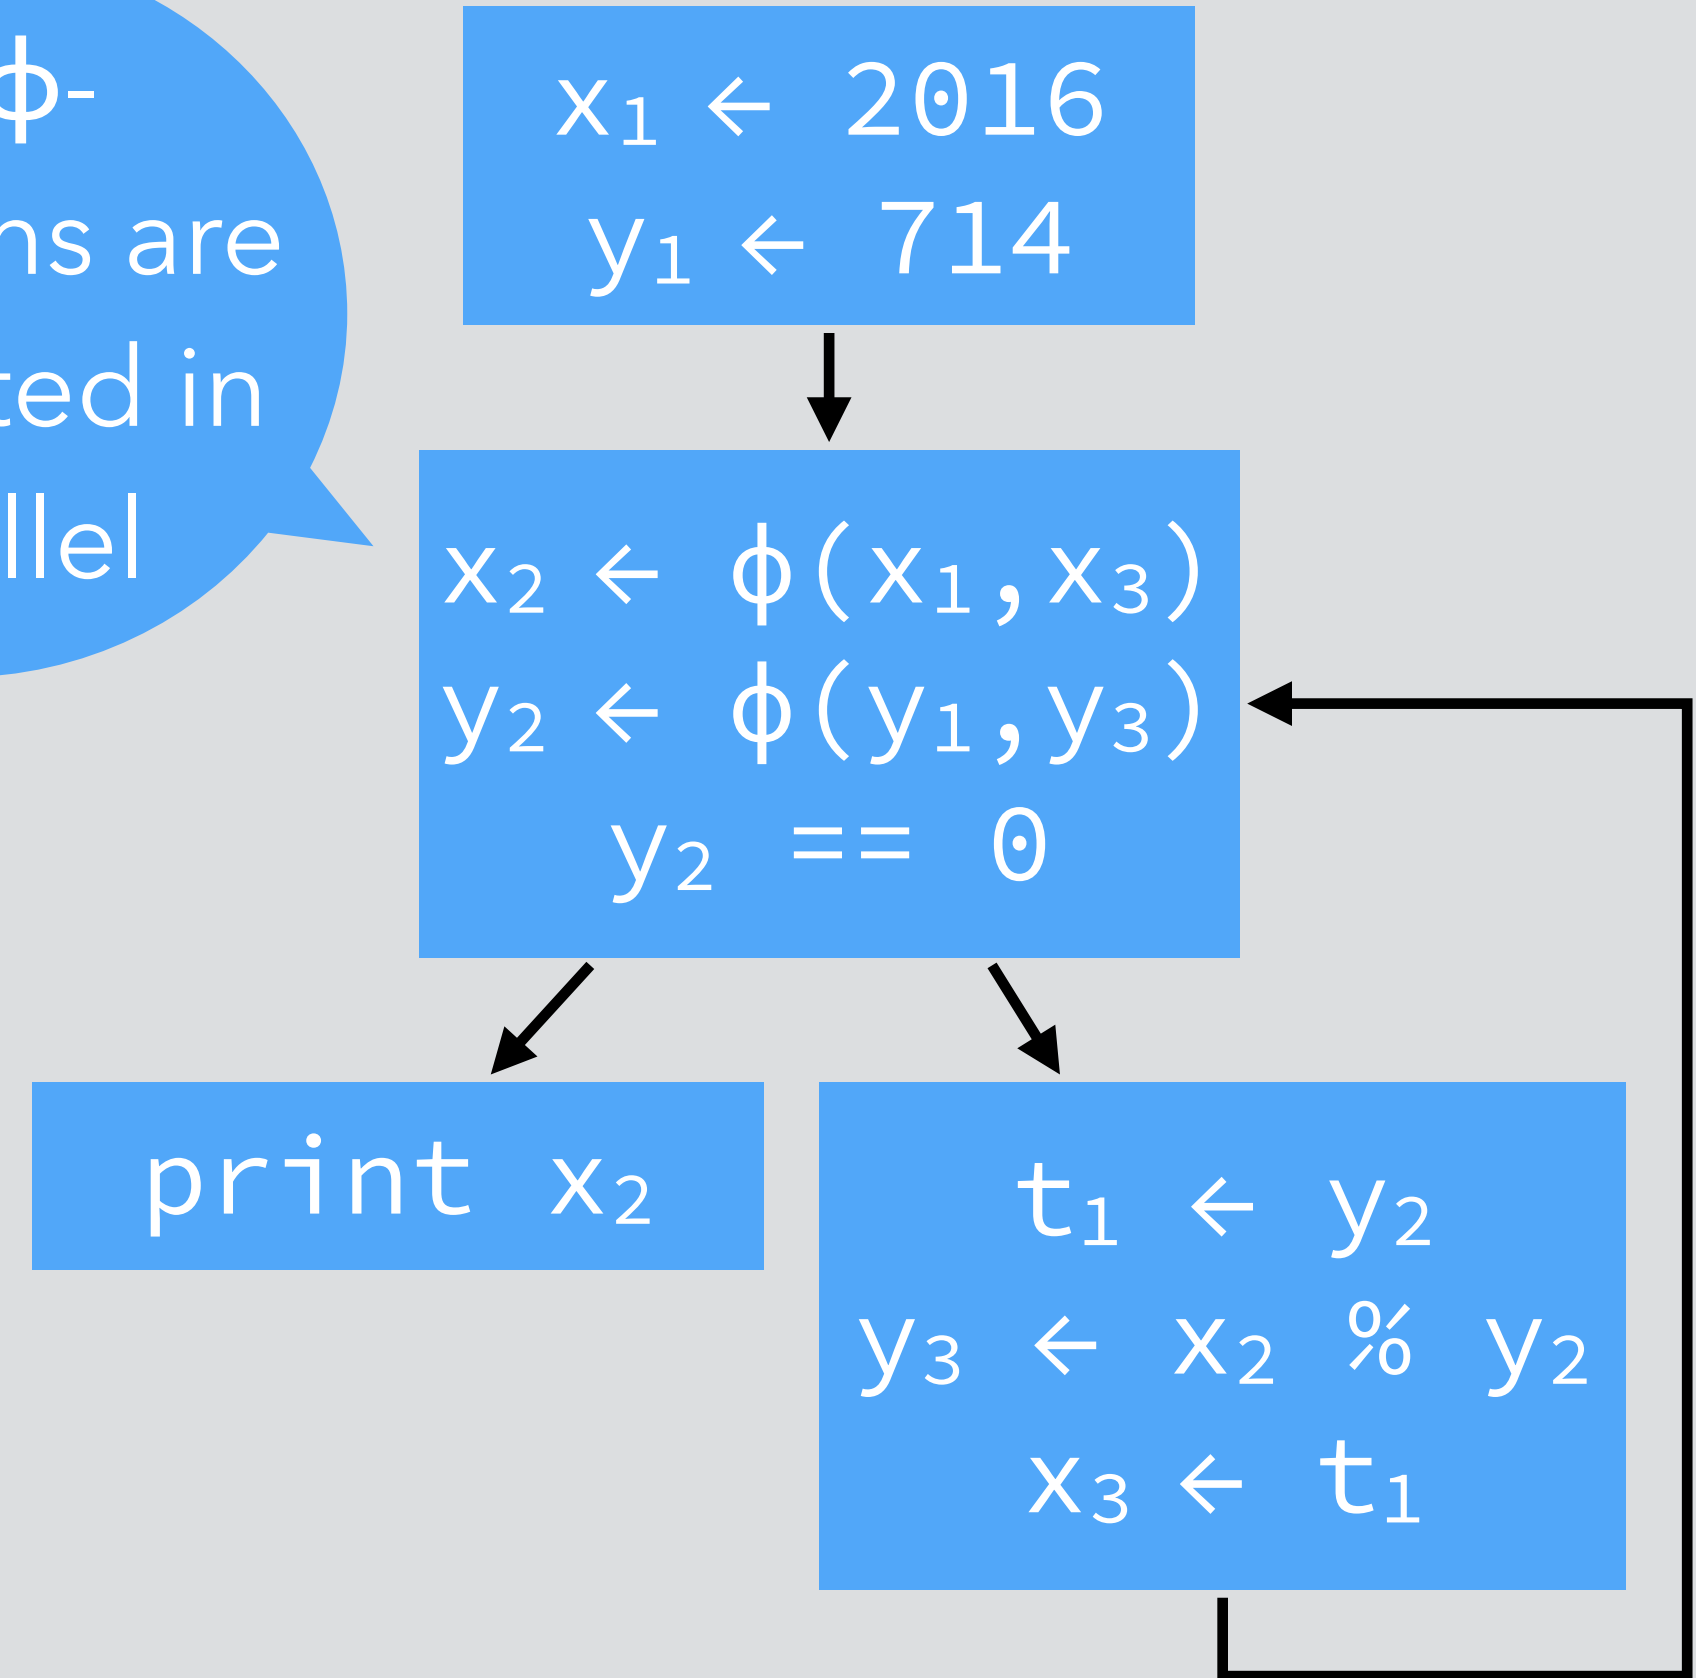 ϕ-
ns are
ted in
llel
x₁ ← 2016
y₁ ← 714
x₂ ← ϕ(x₁,x₃)
y₂ ← ϕ(y₁,y₃)
y₂ == 0
print x₂
t₁ ← y₂
y₃ ← x₂ % y₂
x₃ ← t₁